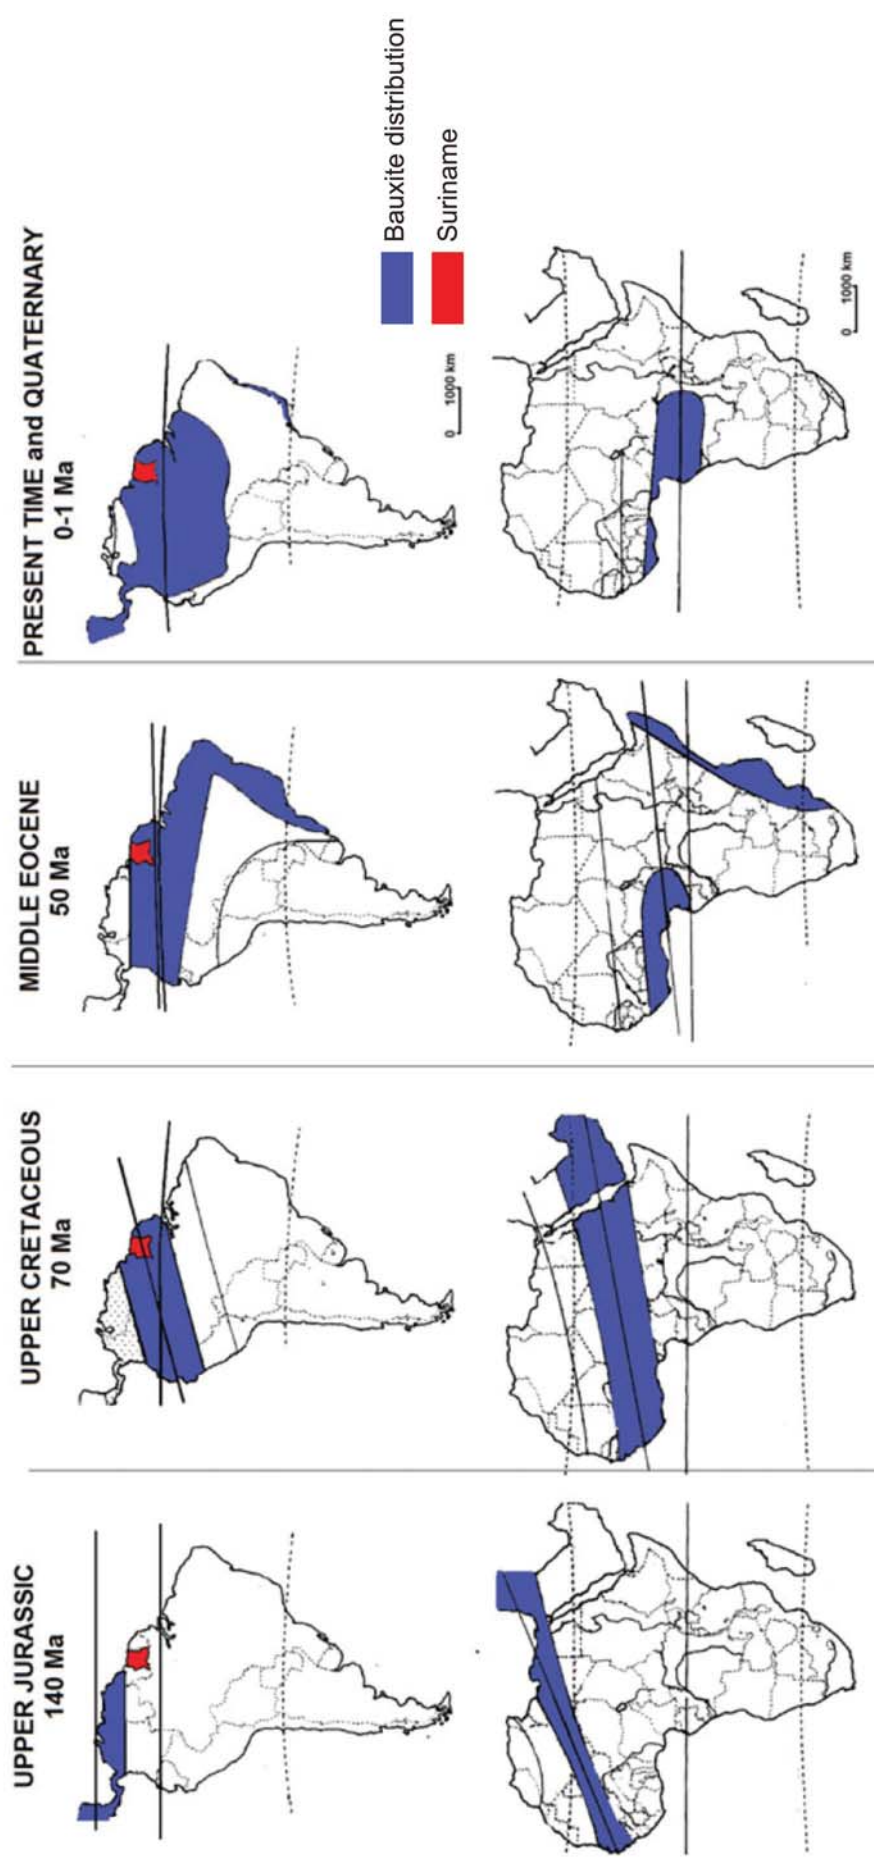 UPPER JURASSIC
140 Ma
UPPER CRETACEOUS
70 Ma
MIDDLE EOCENE
50 Ma
PRESENT TIME and QUATERNARY
0-1 Ma
0 1000 km
Bauxite distribution
Suriname
0 1000 km